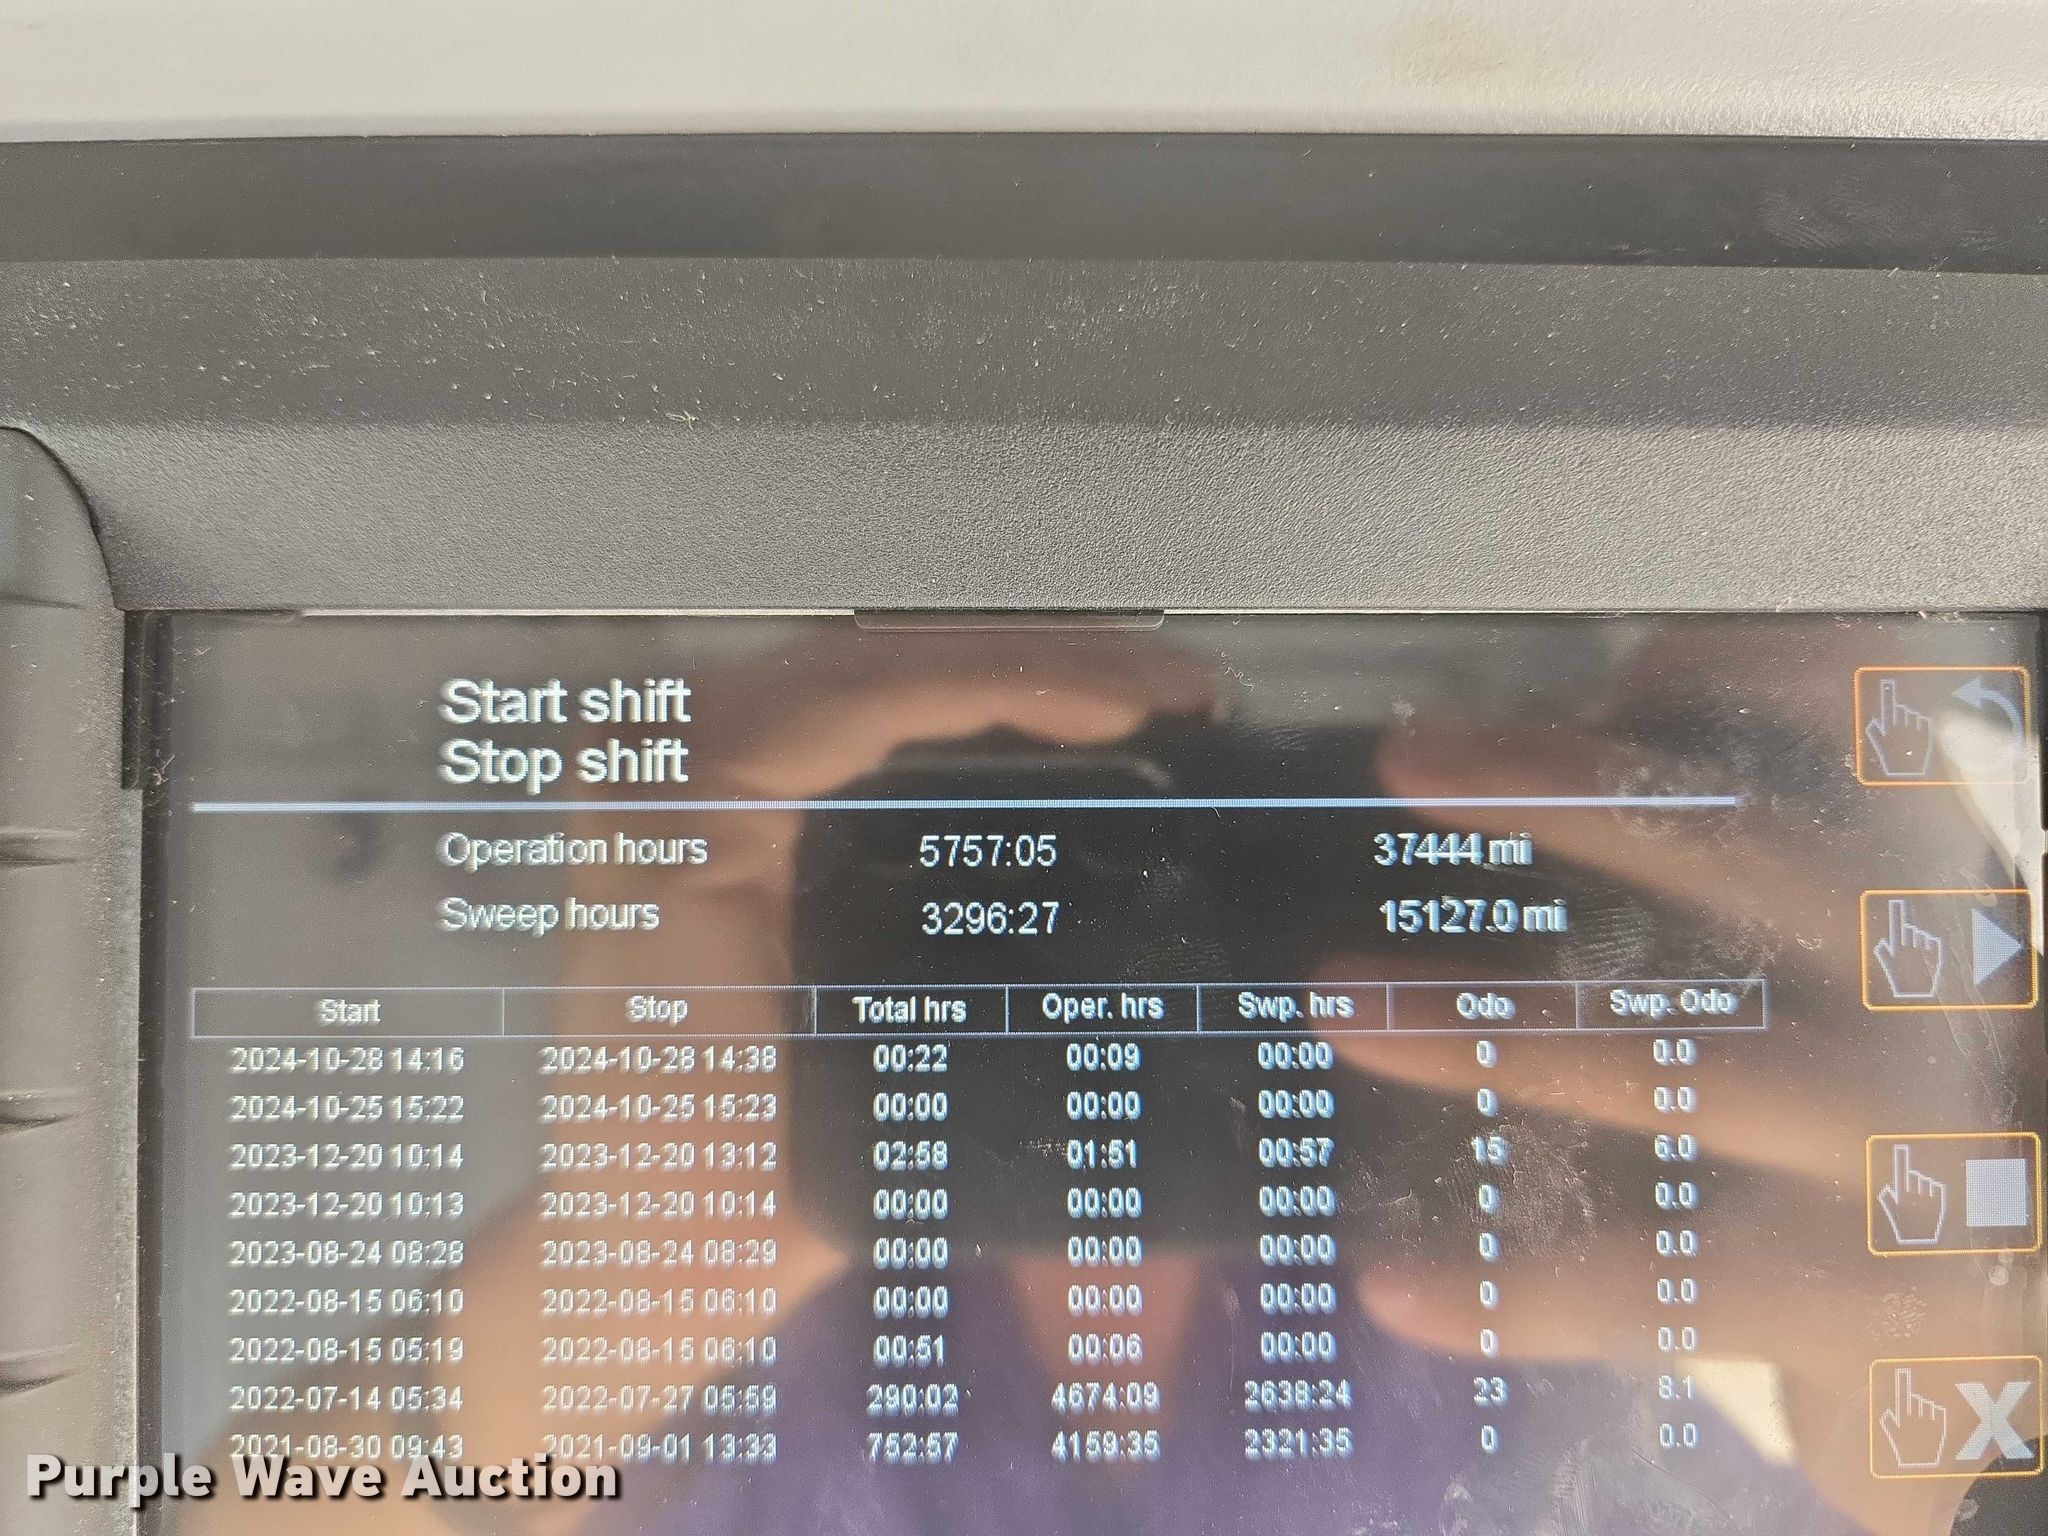 Start shift
Stop shift
Operation hours 5757:05 37444 mi
Sweep hours 3296:27 15127.0 mi
Start Stop Total hrs Oper. hrs Swp. hrs Odo Swp. Odo
2024-10-28 14:16 2024-10-28 14:38 00:22 00:09 00:00 0 0.0
2024-10-25 15:22 2024-10-25 15:23 00:00 00:00 00:00 0 0.0
2023-12-20 10:14 2023-12-20 13:12 02:58 01:51 00:57 15 6.0
2023-12-20 10:13 2023-12-20 10:14 00:00 00:00 00:00 0 0.0
2023-08-24 08:28 2023-08-24 08:29 00:00 00:00 00:00 0 0.0
2022-08-15 06:10 2022-08-15 06:10 00:00 00:00 00:00 0 0.0
2022-08-15 05:19 2022-08-15 06:10 00:51 00:06 00:00 0 0.0
2022-07-14 05:34 2022-07-27 05:59 290:02 4674:09 2638:24 23 8.1
2021-08-30 09:43 2021-09-01 13:33 752:57 4159:35 2321:35 0 0.0
Purple Wave Auction